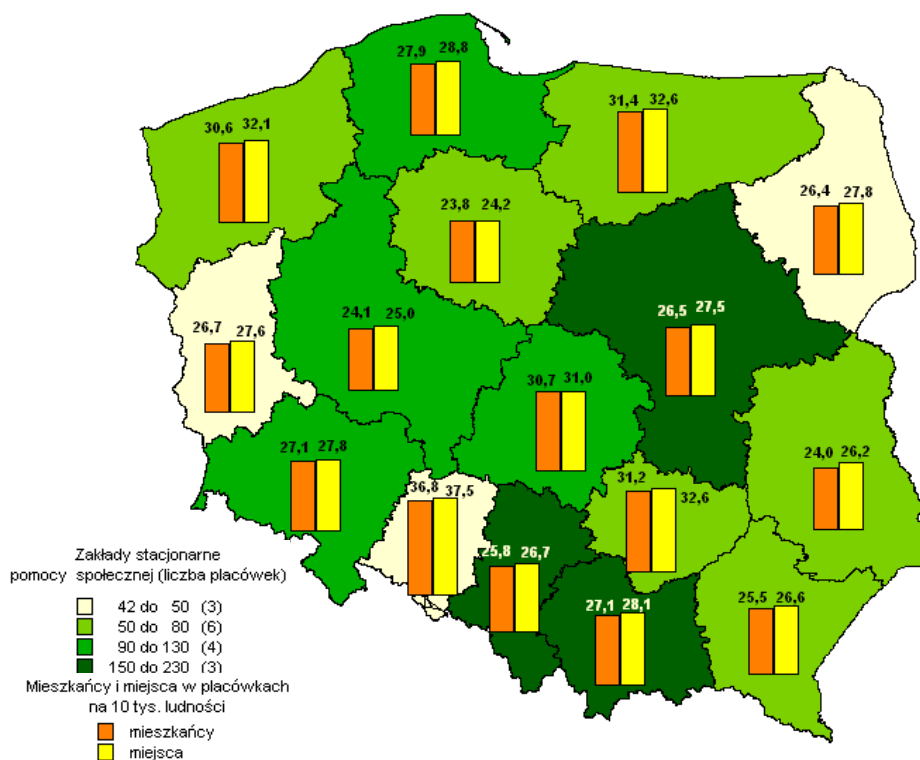 27,9 28,8
31,4 32,6
30,6 32,1
26,4 27,8
23,8 24,2
26,5 27,5
24,1 25,0
26,7 27,6
30,7 31,0
27,1 27,8
24,0 26,2
31,2 32,6
36,8 37,5
25,8 26,7
27,1 28,1
25,5 26,6
Zakłady stacjonarne
pomocy społecznej (liczba placówek)
42 do 50 (3)
50 do 80 (6)
90 do 130 (4)
150 do 230 (3)
Mieszkańcy i miejsca w placówkach
na 10 tys. ludności
mieszkańcy
miejsca